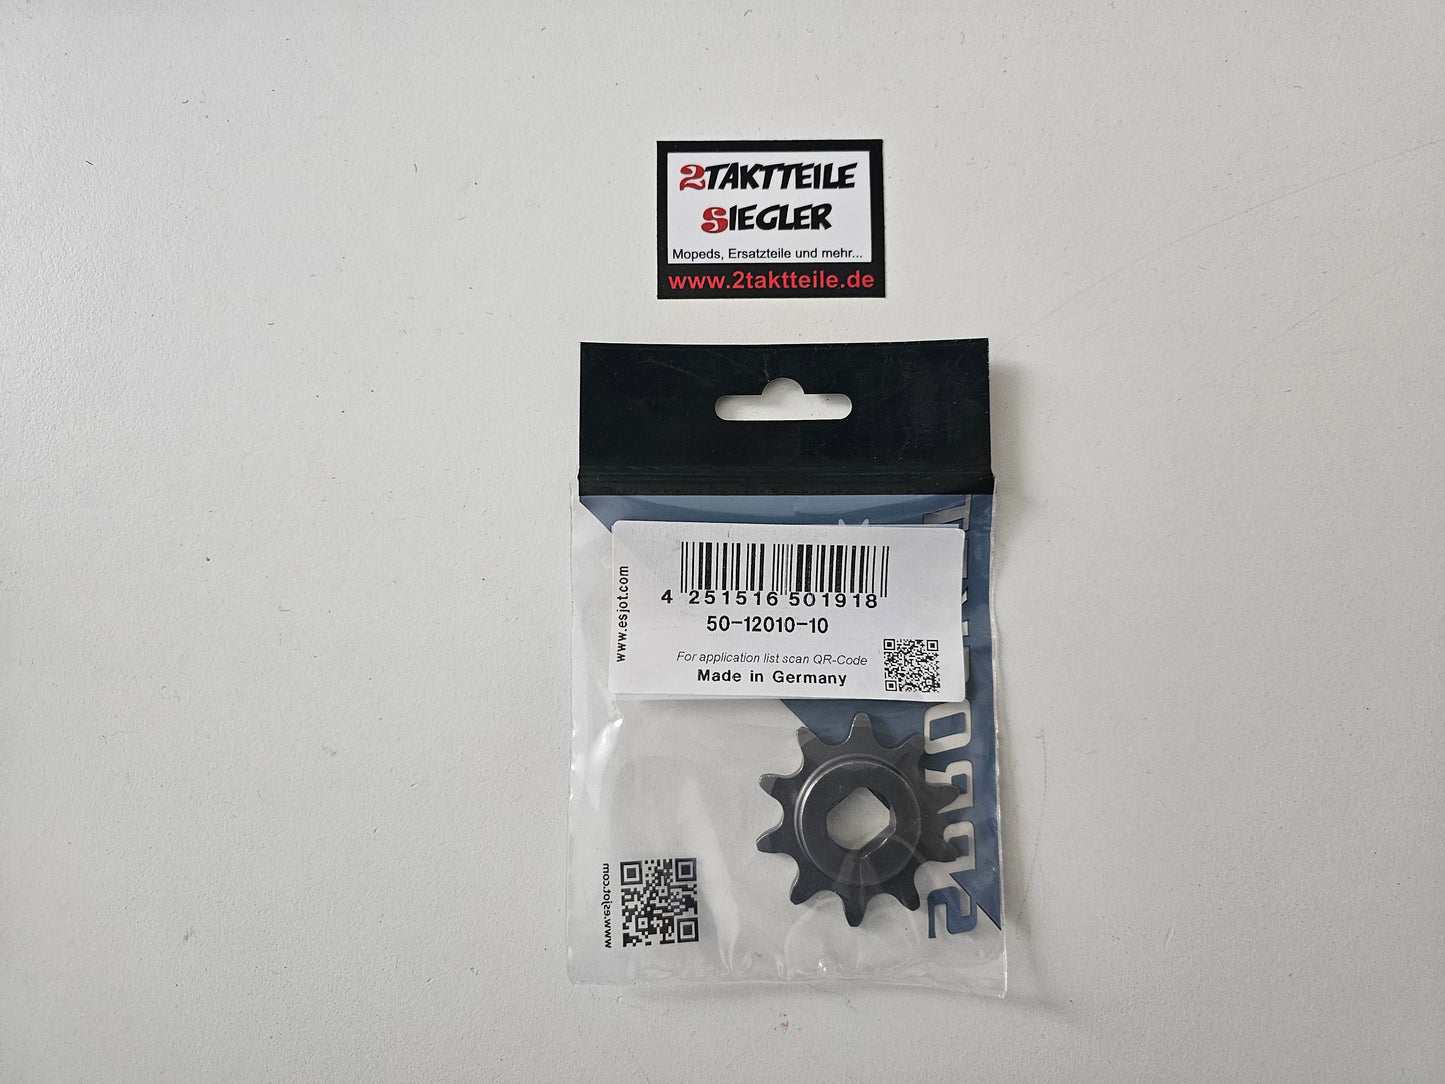 2TAKTTEILE
SIEGLER
Mopeds, Ersatzteile und mehr...
www.2taktteile.de
www.esjot.com
4 251516 501918
50-12010-10
For application list scan QR-Code
Made in Germany
www.esjot.com